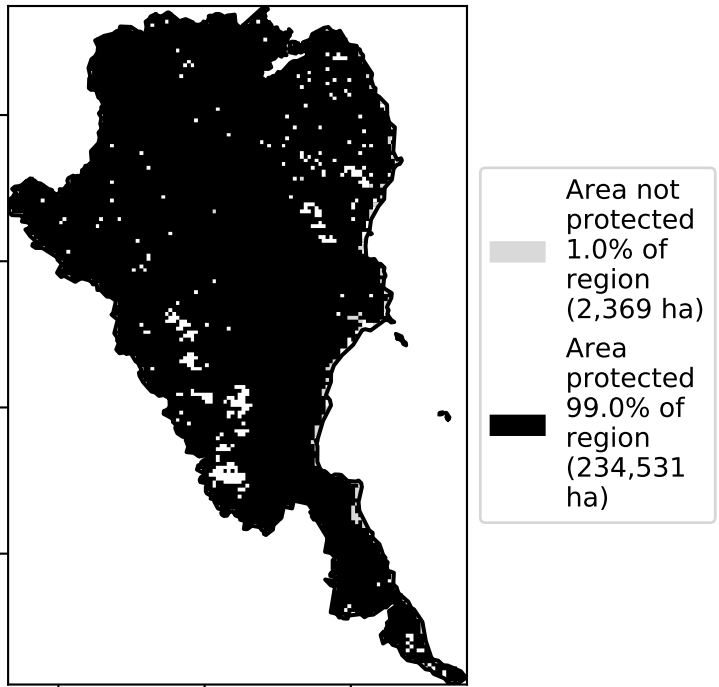 Area not
protected
1.0% of
region
(2,369 ha)
Area
protected
99.0% of
region
(234,531
ha)